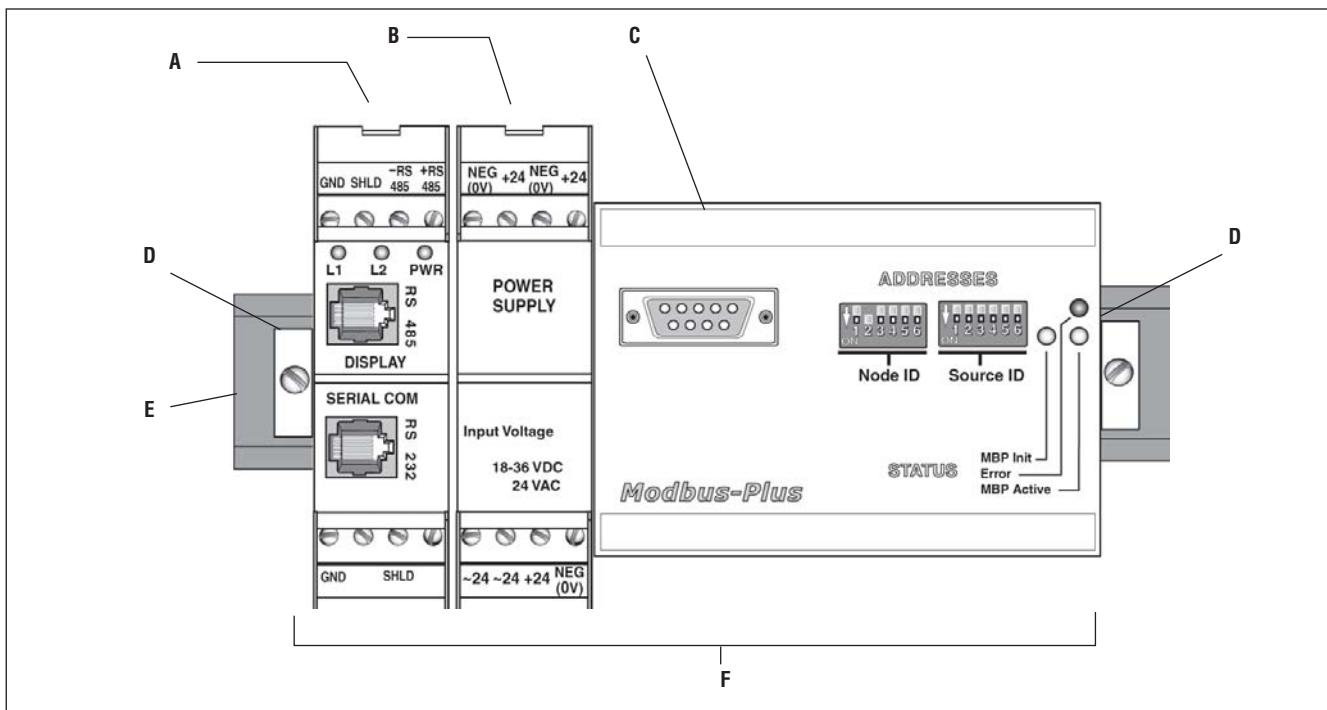 A
B
C
GND SHLD −RS 485 +RS 485
NEG (0V) +24 NEG (0V) +24
D
L1 L2 PWR
RS 485
DISPLAY
POWER SUPPLY
ADDRESSES
1 2 3 4 5 6
ON
1 2 3 4 5 6
ON
Node ID
Source ID
D
E
SERIAL COM
RS 232
Input Voltage
18-36 VDC
24 VAC
Modbus-Plus
STATUS
MBP Init
Error
MBP Active
GND SHLD
~24 ~24 +24 NEG (0V)
F